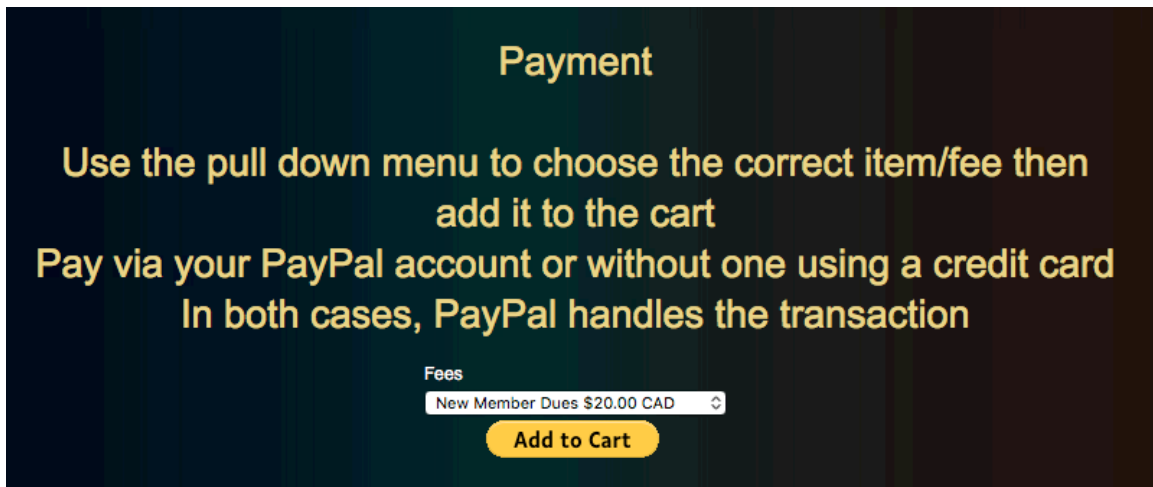 Payment
Use the pull down menu to choose the correct item/fee then
add it to the cart
Pay via your PayPal account or without one using a credit card
In both cases, PayPal handles the transaction
Fees
New Member Dues $20.00 CAD
Add to Cart